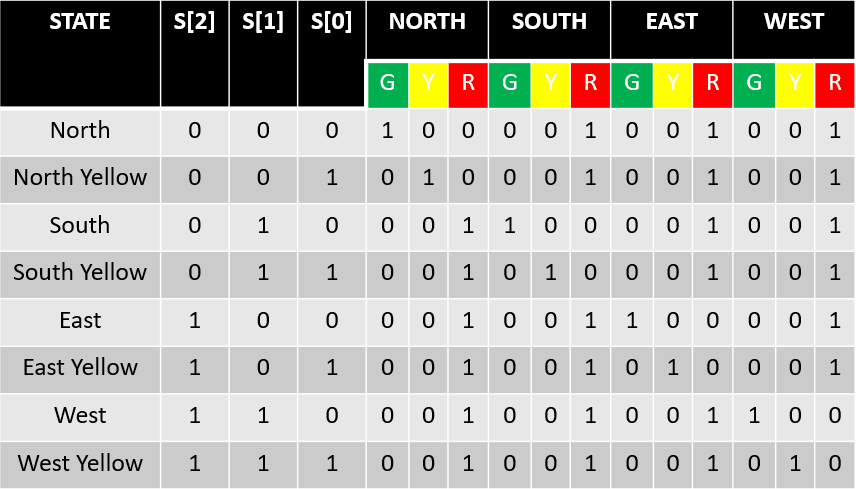 STATE S[2] S[1] S[0] NORTH SOUTH EAST WEST
G Y R G Y R G Y R G Y R
North 0 0 0 1 0 0 0 0 1 0 0 1 0 0 1
North Yellow 0 0 1 0 1 0 0 0 1 0 0 1 0 0 1
South 0 1 0 0 0 1 1 0 0 0 0 1 0 0 1
South Yellow 0 1 1 0 0 1 0 1 0 0 0 1 0 0 1
East 1 0 0 0 0 1 0 0 1 1 0 0 0 0 1
East Yellow 1 0 1 0 0 1 0 0 1 0 1 0 0 0 1
West 1 1 0 0 0 1 0 0 1 0 0 1 1 0 0
West Yellow 1 1 1 0 0 1 0 0 1 0 0 1 0 1 0